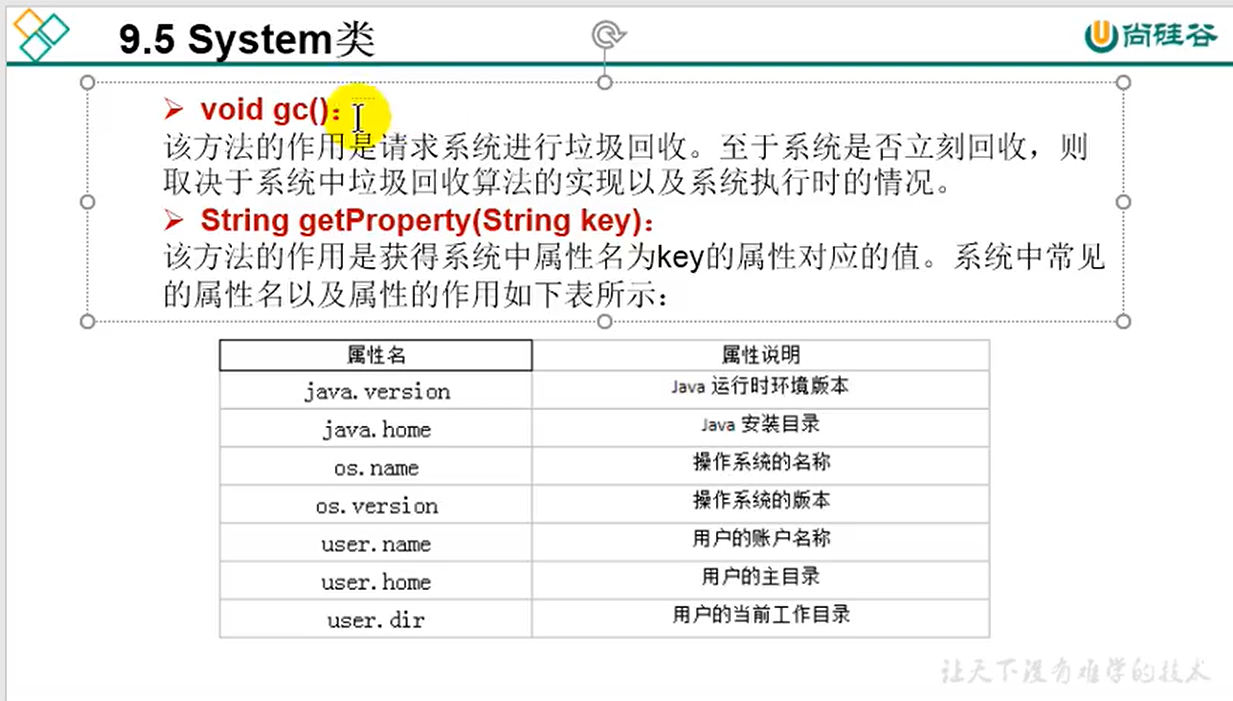 9.5 System类
尚硅谷
➢ void gc()：
该方法的作用是请求系统进行垃圾回收。至于系统是否立刻回收，则
取决于系统中垃圾回收算法的实现以及系统执行时的情况。
➢ String getProperty(String key)：
该方法的作用是获得系统中属性名为key的属性对应的值。系统中常见
的属性名以及属性的作用如下表所示：
属性名 属性说明
java.version Java 运行时环境版本
java.home Java 安装目录
os.name 操作系统的名称
os.version 操作系统的版本
user.name 用户的账户名称
user.home 用户的主目录
user.dir 用户的当前工作目录
让天下没有难学的技术